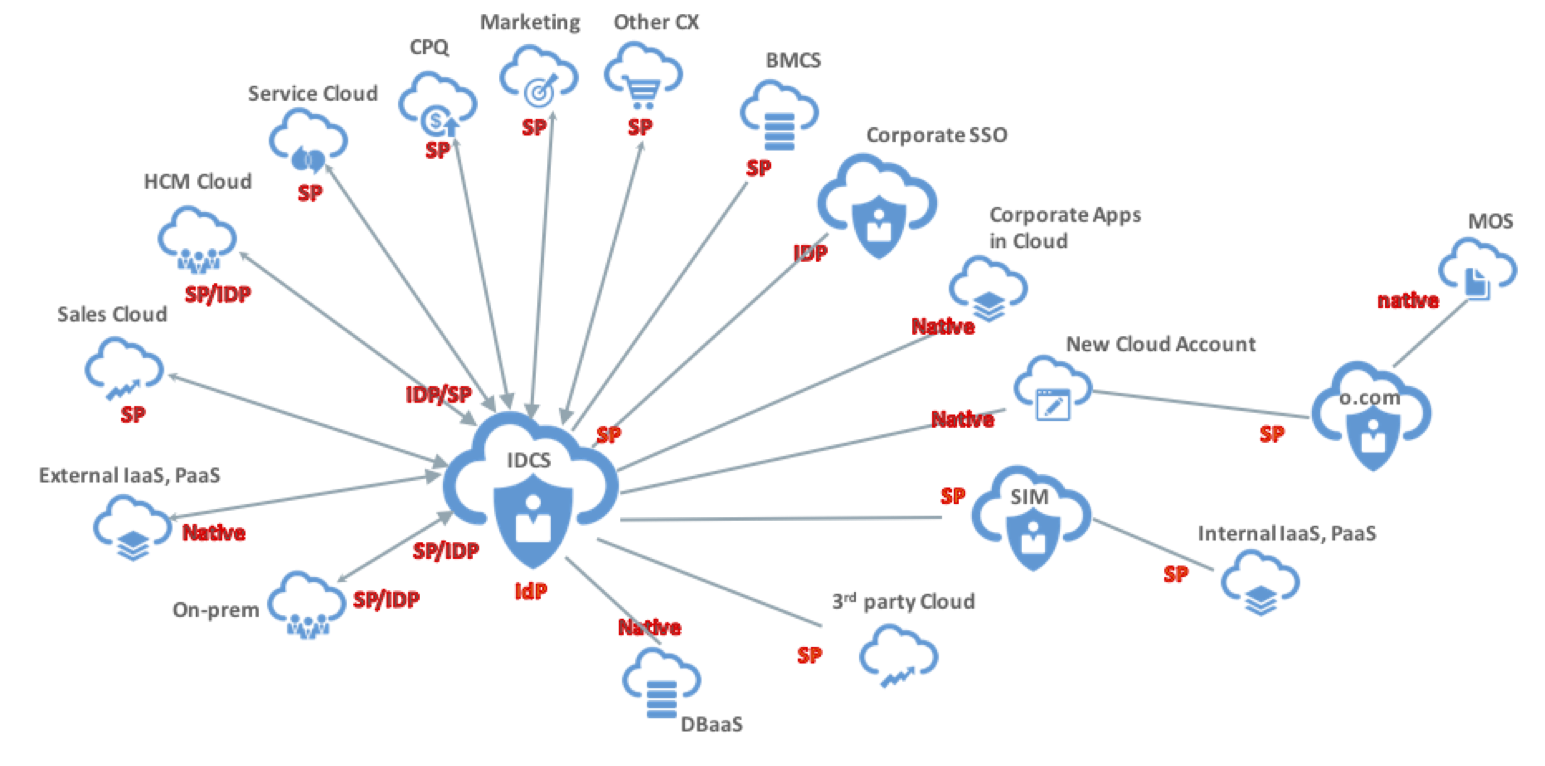 Marketing
Other CX
CPQ
BMCS
Service Cloud
SP
SP
Corporate SSO
SP
SP
HCM Cloud
SP
Corporate Apps
in Cloud
MOS
IDP
SP/IDP
native
Sales Cloud
Native
New Cloud Account
IDP/SP
o.com
SP
Native
SP
SP
IDCS
External IaaS, PaaS
SP
SIM
Native
Internal IaaS, PaaS
SP/IDP
SP
IdP
SP/IDP
3rd party Cloud
On-prem
Native
SP
DBaaS
$